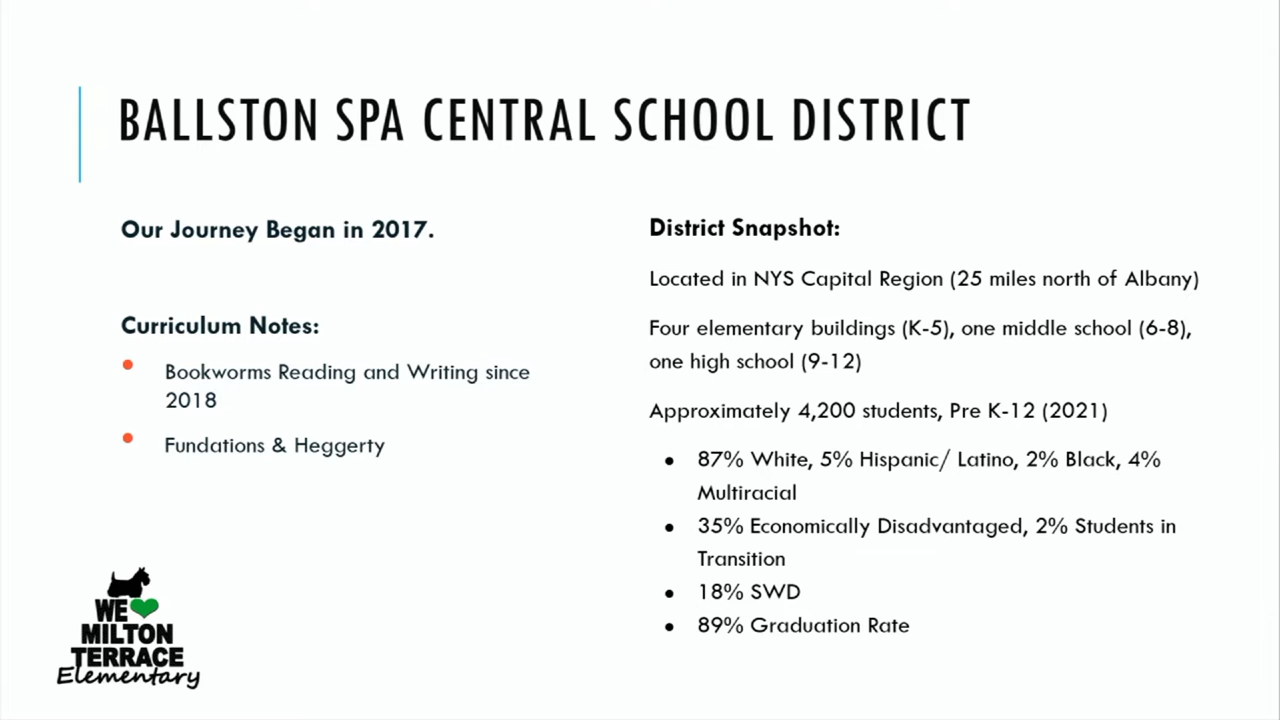 BALLSTON SPA CENTRAL SCHOOL DISTRICT
Our Journey Began in 2017.
Curriculum Notes:
• Bookworms Reading and Writing since
2018
• Fundations & Heggerty
WE
MILTON
TERRACE
Elementary
District Snapshot:
Located in NYS Capital Region (25 miles north of Albany)
Four elementary buildings (K-5), one middle school (6-8),
one high school (9-12)
Approximately 4,200 students, Pre K-12 (2021)
• 87% White, 5% Hispanic/ Latino, 2% Black, 4%
Multiracial
• 35% Economically Disadvantaged, 2% Students in
Transition
• 18% SWD
• 89% Graduation Rate